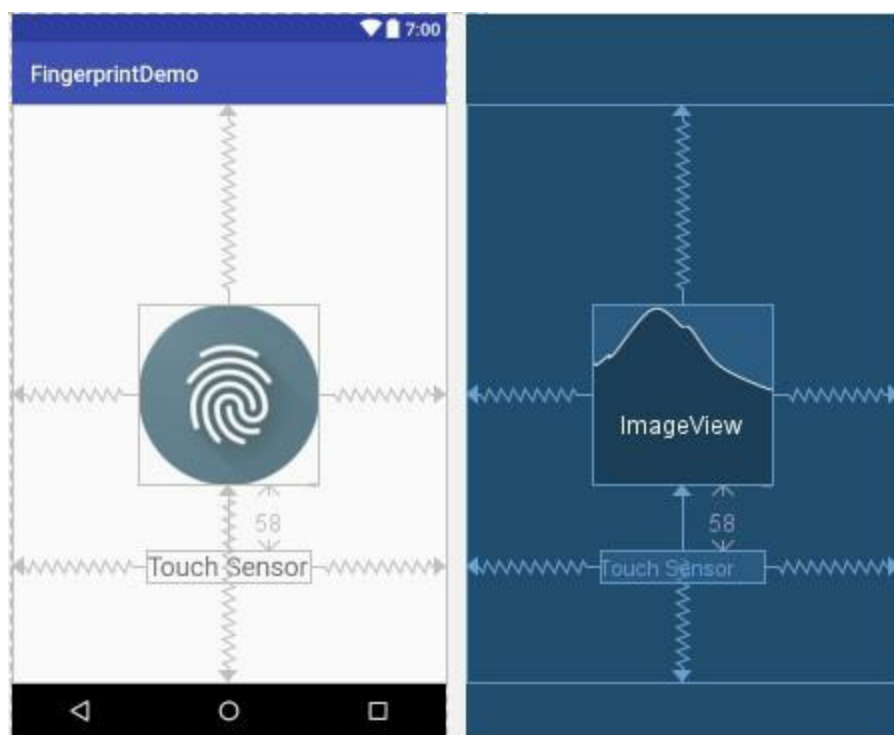 7:00
FingerprintDemo
ImageView
58
58
Touch Sensor
Touch Sensor